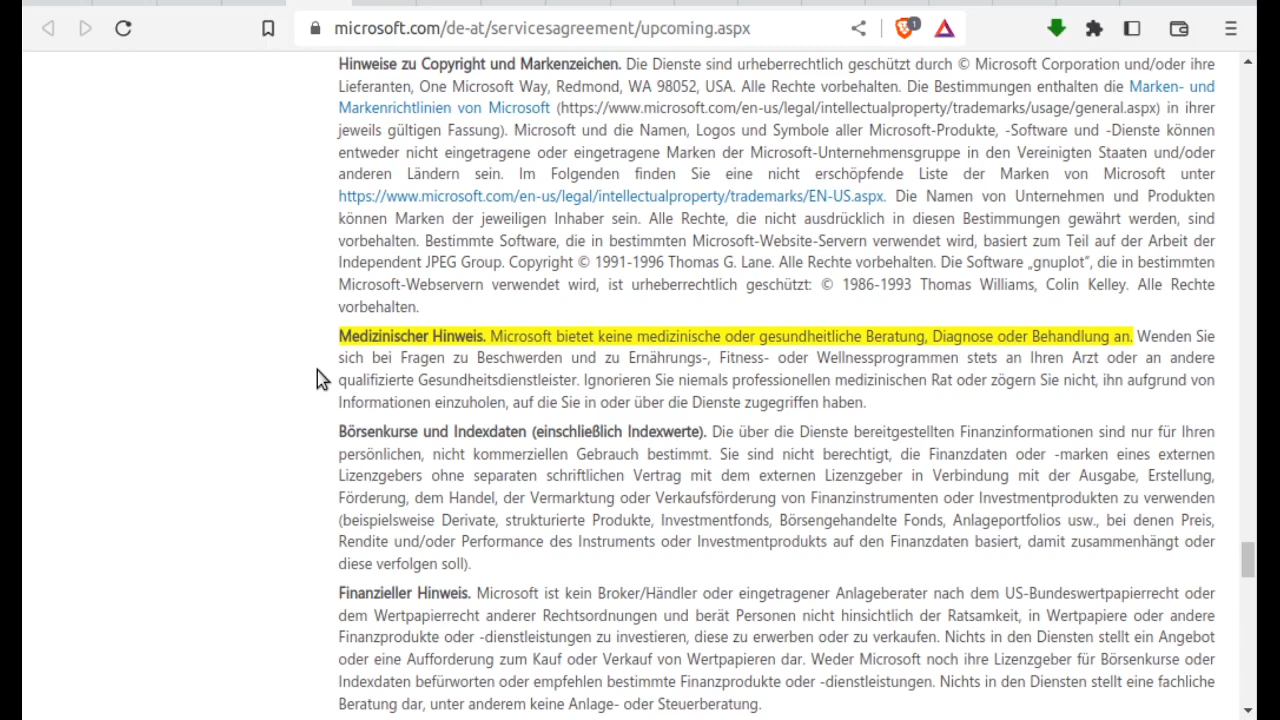 microsoft.com/de-at/servicesagreement/upcoming.aspx
1
Hinweise zu Copyright und Markenzeichen. Die Dienste sind urheberrechtlich geschützt durch © Microsoft Corporation und/oder ihre
Lieferanten, One Microsoft Way, Redmond, WA 98052, USA. Alle Rechte vorbehalten. Die Bestimmungen enthalten die Marken- und
Markenrichtlinien von Microsoft (https://www.microsoft.com/en-us/legal/intellectualproperty/trademarks/usage/general.aspx) in ihrer
jeweils gültigen Fassung). Microsoft und die Namen, Logos und Symbole aller Microsoft-Produkte, -Software und -Dienste können
entweder nicht eingetragene oder eingetragene Marken der Microsoft-Unternehmensgruppe in den Vereinigten Staaten und/oder
anderen Ländern sein. Im Folgenden finden Sie eine nicht erschöpfende Liste der Marken von Microsoft unter
https://www.microsoft.com/en-us/legal/intellectualproperty/trademarks/EN-US.aspx. Die Namen von Unternehmen und Produkten
können Marken der jeweiligen Inhaber sein. Alle Rechte, die nicht ausdrücklich in diesen Bestimmungen gewährt werden, sind
vorbehalten. Bestimmte Software, die in bestimmten Microsoft-Website-Servern verwendet wird, basiert zum Teil auf der Arbeit der
Independent JPEG Group. Copyright © 1991-1996 Thomas G. Lane. Alle Rechte vorbehalten. Die Software „gnuplot“, die in bestimmten
Microsoft-Webservern verwendet wird, ist urheberrechtlich geschützt: © 1986-1993 Thomas Williams, Colin Kelley. Alle Rechte
vorbehalten.
Medizinischer Hinweis. Microsoft bietet keine medizinische oder gesundheitliche Beratung, Diagnose oder Behandlung an. Wenden Sie
sich bei Fragen zu Beschwerden und zu Ernährungs-, Fitness- oder Wellnessprogrammen stets an Ihren Arzt oder an andere
qualifizierte Gesundheitsdienstleister. Ignorieren Sie niemals professionellen medizinischen Rat oder zögern Sie nicht, ihn aufgrund von
Informationen einzuholen, auf die Sie in oder über die Dienste zugegriffen haben.
Börsenkurse und Indexdaten (einschließlich Indexwerte). Die über die Dienste bereitgestellten Finanzinformationen sind nur für Ihren
persönlichen, nicht kommerziellen Gebrauch bestimmt. Sie sind nicht berechtigt, die Finanzdaten oder -marken eines externen
Lizenzgebers ohne separaten schriftlichen Vertrag mit dem externen Lizenzgeber in Verbindung mit der Ausgabe, Erstellung,
Förderung, dem Handel, der Vermarktung oder Verkaufsförderung von Finanzinstrumenten oder Investmentprodukten zu verwenden
(beispielsweise Derivate, strukturierte Produkte, Investmentfonds, Börsengehandelte Fonds, Anlageportfolios usw., bei denen Preis,
Rendite und/oder Performance des Instruments oder Investmentprodukts auf den Finanzdaten basiert, damit zusammenhängt oder
diese verfolgen soll).
Finanzieller Hinweis. Microsoft ist kein Broker/Händler oder eingetragener Anlageberater nach dem US-Bundeswertpapierrecht oder
dem Wertpapierrecht anderer Rechtsordnungen und berät Personen nicht hinsichtlich der Ratsamkeit, in Wertpapiere oder andere
Finanzprodukte oder -dienstleistungen zu investieren, diese zu erwerben oder zu verkaufen. Nichts in den Diensten stellt ein Angebot
oder eine Aufforderung zum Kauf oder Verkauf von Wertpapieren dar. Weder Microsoft noch ihre Lizenzgeber für Börsenkurse oder
Indexdaten befürworten oder empfehlen bestimmte Finanzprodukte oder -dienstleistungen. Nichts in den Diensten stellt eine fachliche
Beratung dar, unter anderem keine Anlage- oder Steuerberatung.